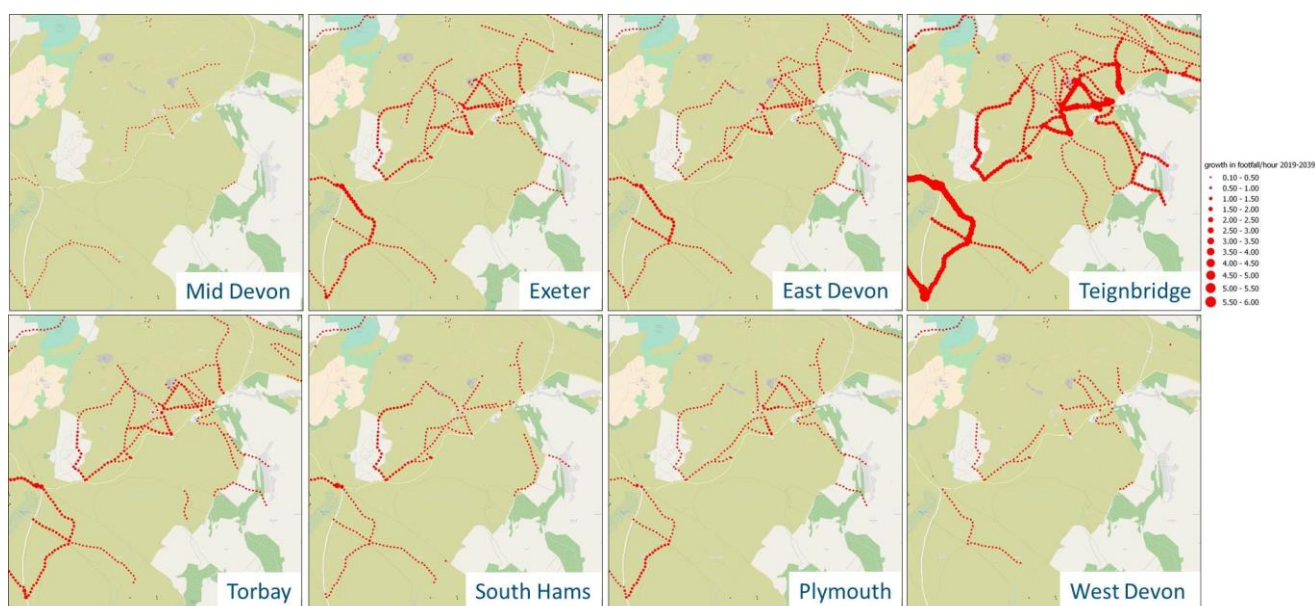 Mid Devon
Exeter
East Devon
Teignbridge
growth in footfall/hour 2019-2039
0.10 - 0.50
0.50 - 1.00
1.00 - 1.50
1.50 - 2.00
2.00 - 2.50
2.50 - 3.00
3.00 - 3.50
3.50 - 4.00
4.00 - 4.50
4.50 - 5.00
5.00 - 5.50
5.50 - 6.00
Torbay
South Hams
Plymouth
West Devon